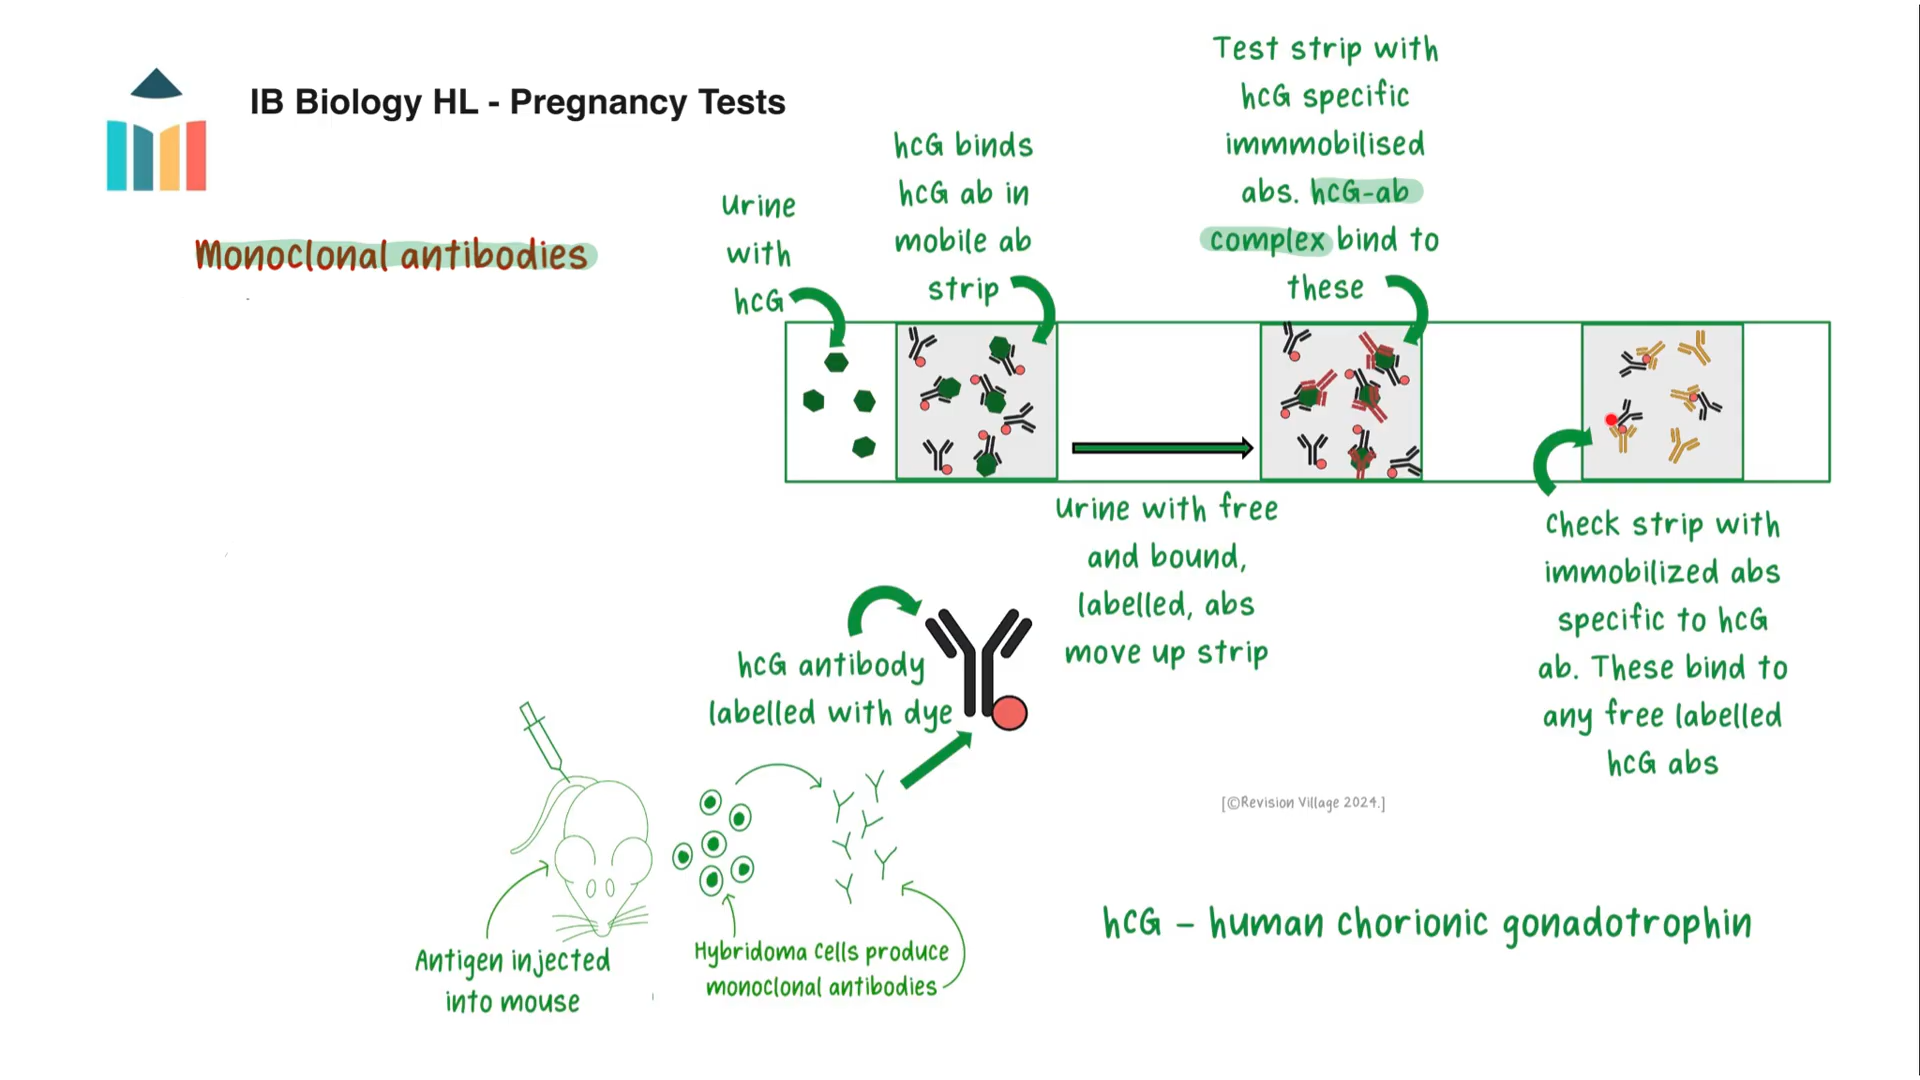 IB Biology HL - Pregnancy Tests
Monoclonal antibodies
Urine
with
hCG
hCG binds
hCG ab in
mobile ab
strip
Test strip with
hCG specific
immmobilised
abs. hCG-ab
complex bind to
these
Urine with free
and bound,
labelled, abs
move up strip
Check strip with
immobilized abs
specific to hCG
ab. These bind to
any free labelled
hCG abs
hCG antibody
labelled with dye
[©Revision Village 2024.]
Antigen injected
into mouse
Hybridoma cells produce
monoclonal antibodies
hCG – human chorionic gonadotrophin